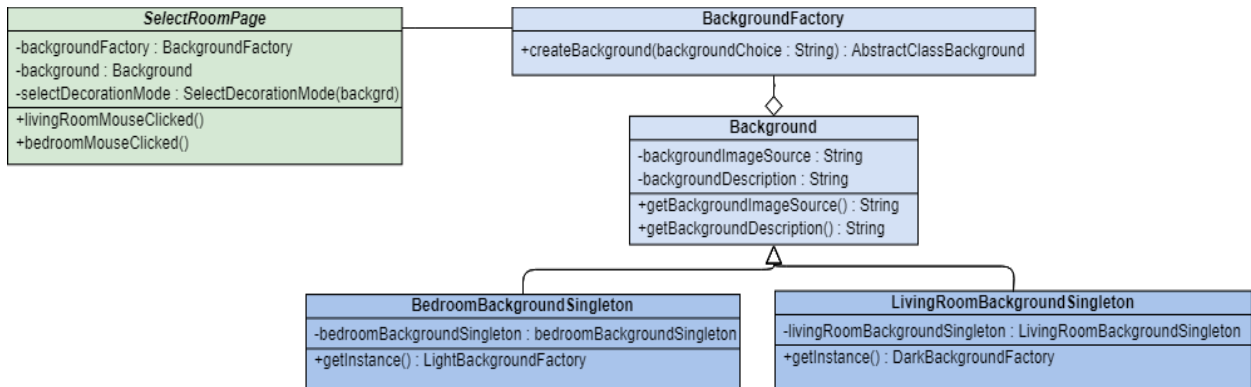 SelectRoomPage
-backgroundFactory : BackgroundFactory
-background : Background
-selectDecorationMode : SelectDecorationMode(backgrd)
+livingRoomMouseClicked()
+bedroomMouseClicked()
BackgroundFactory
+createBackground(backgroundChoice : String) : AbstractClassBackground
Background
-backgroundImageSource : String
-backgroundDescription : String
+getBackgroundImageSource() : String
+getBackgroundDescription() : String
BedroomBackgroundSingleton
-bedroomBackgroundSingleton : bedroomBackgroundSingleton
+getInstance() : LightBackgroundFactory
LivingRoomBackgroundSingleton
-livingRoomBackgroundSingleton : LivingRoomBackgroundSingleton
+getInstance() : DarkBackgroundFactory